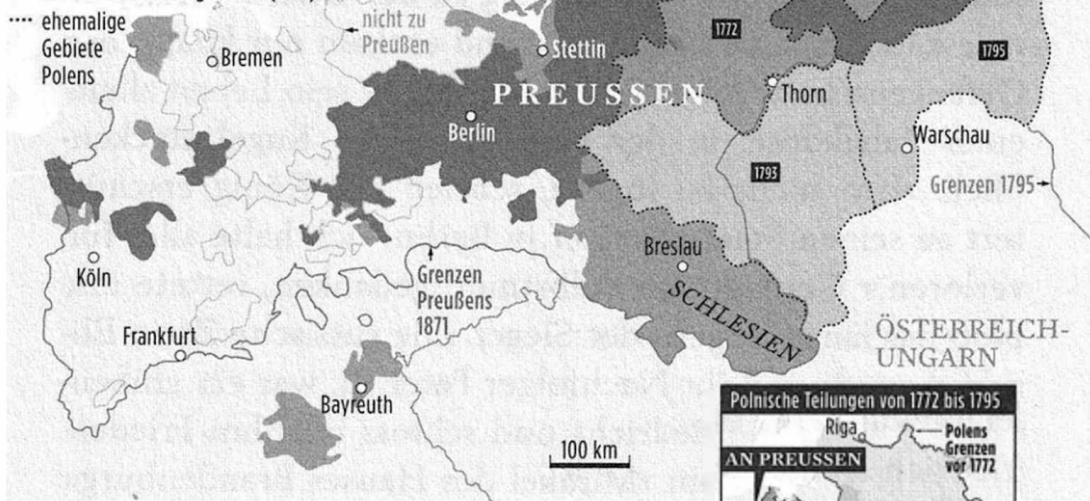 ehemalige
Gebiete
Polens
nicht zu
Preußen
Bremen
Stettin
1772
1795
PREUSSEN
Thorn
Berlin
Warschau
1793
Grenzen 1795
Breslau
Köln
Grenzen
Preußens
1871
SCHLESIEN
Frankfurt
ÖSTERREICH-
UNGARN
Bayreuth
Polnische Teilungen von 1772 bis 1795
Riga
Polens
Grenzen
vor 1772
100 km
AN PREUSSEN